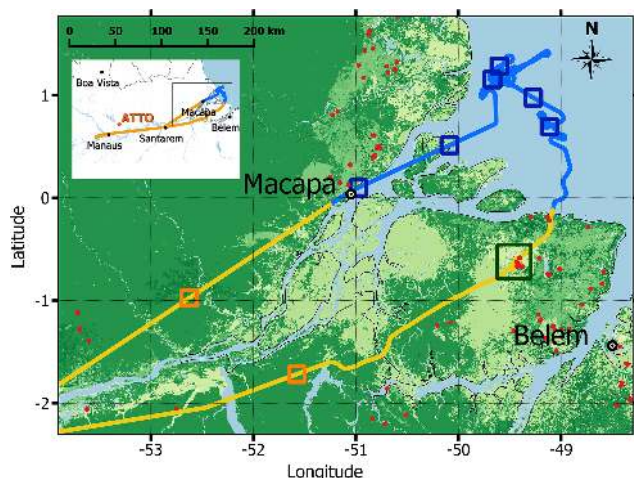 0 50 100 150 200 km
N
Boa Vista
ATTO
Macapa
Belem
Santarem
Manaus
1
0
-1
-2
Latitude
Macapa
Belem
-53 -52 -51 -50 -49
Longitude